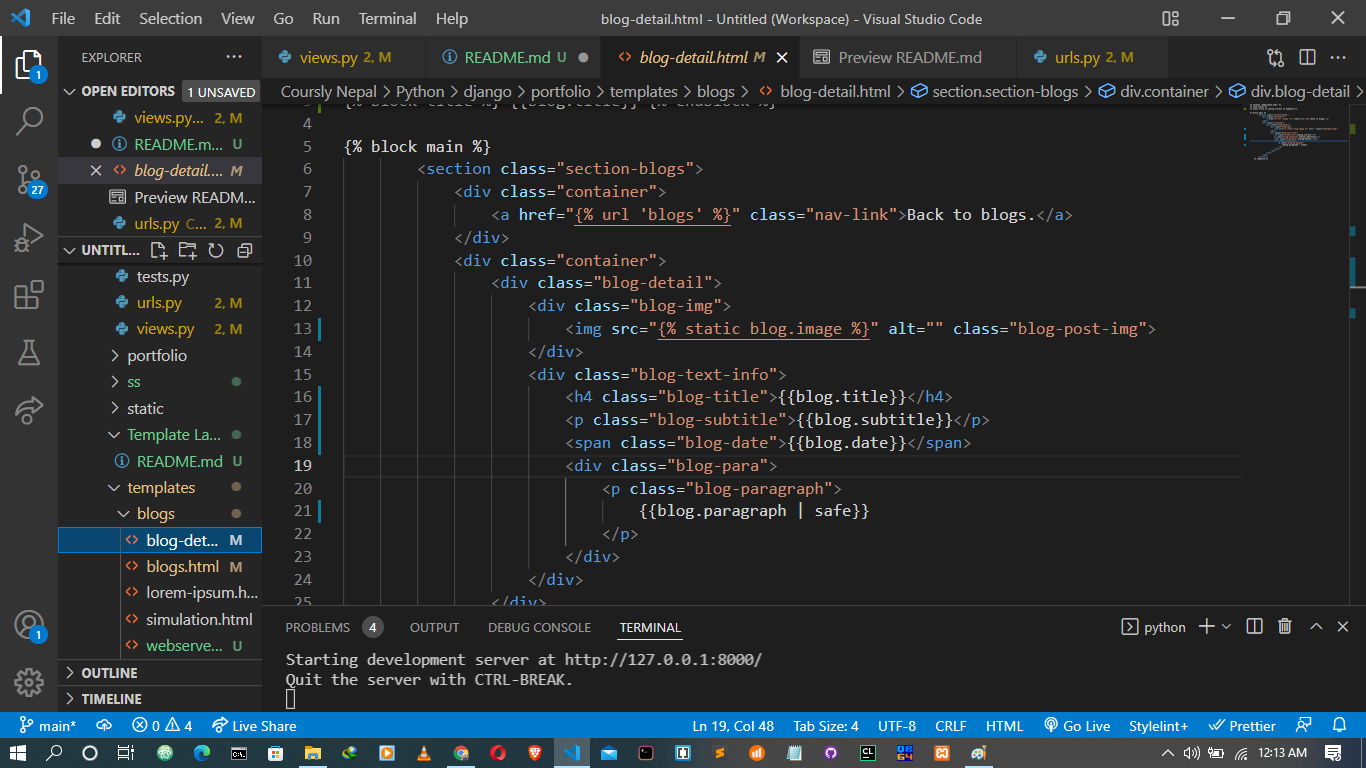 File Edit Selection View Go Run Terminal Help blog-detail.html - Untitled (Workspace) - Visual Studio Code
EXPLORER
views.py 2, M
README.md U
blog-detail.html M
Preview README.md
urls.py 2, M
OPEN EDITORS 1 UNSAVED
views.py... 2, M
README.m... U
blog-detail.... M
Preview READM...
urls.py C... 2, M
UNTITL...
tests.py
urls.py 2, M
views.py 2, M
portfolio
ss
static
Template La...
README.md U
templates
blogs
blog-det... M
blogs.html M
lorem-ipsum.h...
simulation.html
webserve... U
OUTLINE
TIMELINE
1
27
1
Coursly Nepal > Python > django > portfolio > templates > blogs > blog-detail.html > section.section-blogs > div.container > div.blog-detail >
3 {% block title %} {{blog.title}} {% endblock %}
4
5 {% block main %}
6 <section class="section-blogs">
7 <div class="container">
8 <a href="{% url 'blogs' %}" class="nav-link">Back to blogs.</a>
9 </div>
10 <div class="container">
11 <div class="blog-detail">
12 <div class="blog-img">
13 <img src="{% static blog.image %}" alt="" class="blog-post-img">
14 </div>
15 <div class="blog-text-info">
16 <h4 class="blog-title">{{blog.title}}</h4>
17 <p class="blog-subtitle">{{blog.subtitle}}</p>
18 <span class="blog-date">{{blog.date}}</span>
19 <div class="blog-para">
20 <p class="blog-paragraph">
21 {{blog.paragraph | safe}}
22 </p>
23 </div>
24 </div>
25 </div>
PROBLEMS 4 OUTPUT DEBUG CONSOLE TERMINAL python
Starting development server at http://127.0.0.1:8000/
Quit the server with CTRL-BREAK.
main* 0 4 Live Share Ln 19, Col 48 Tab Size: 4 UTF-8 CRLF HTML Go Live Stylelint+ Prettier
12:13 AM